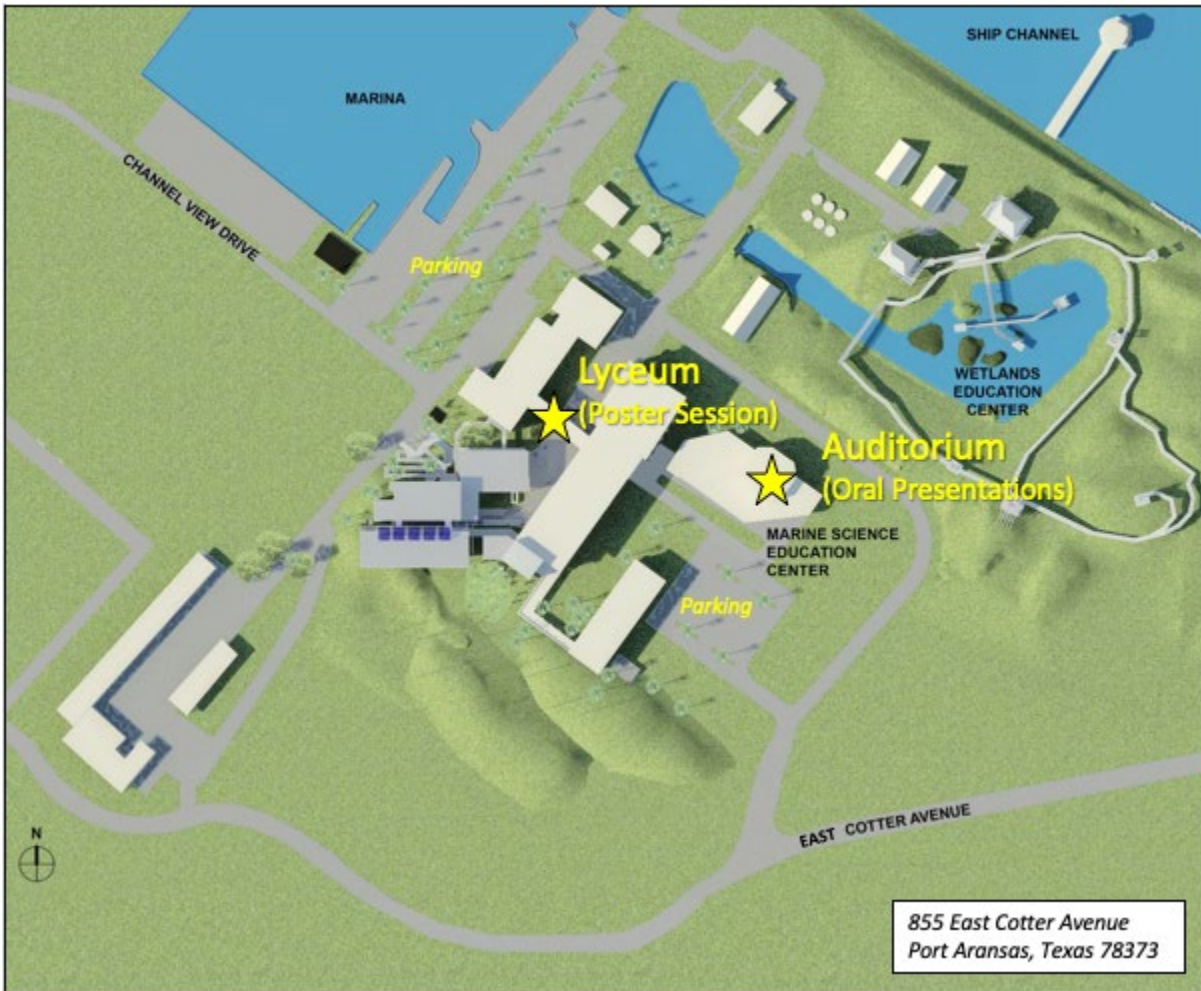 SHIP CHANNEL
MARINA
CHANNEL VIEW DRIVE
Parking
Lyceum
(Poster Session)
WETLANDS
EDUCATION
CENTER
Auditorium
(Oral Presentations)
MARINE SCIENCE
EDUCATION
CENTER
Parking
EAST COTTER AVENUE
N
855 East Cotter Avenue
Port Aransas, Texas 78373